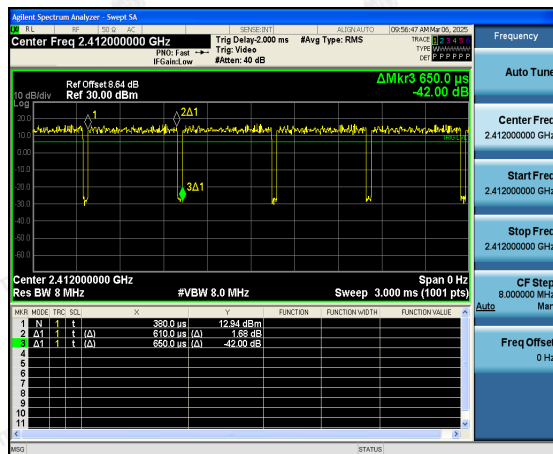 Agilent Spectrum Analyzer - Swept SA
RL RF 50 Ω AC SENSE:INT ALIGN AUTO 09:56:47 AM Mar 06, 2025
Center Freq 2.412000000 GHz
PNO: Fast
IFGain:Low
Trig Delay-2.000 ms
Trig: Video
#Atten: 40 dB
#Avg Type: RMS
TRACE 1 2 3 4 5 6
TYPE
DET P P P P P P
Frequency
Auto Tune
Center Freq
2.412000000 GHz
Start Freq
2.412000000 GHz
Stop Freq
2.412000000 GHz
CF Step
8.000000 MHz
Auto Man
Freq Offset
0 Hz
ΔMkr3 650.0 µs
-42.00 dB
Ref Offset 8.64 dB
10 dB/div Ref 30.00 dBm
Log
20.0
10.0
0.00
-10.0
-20.0
-30.0
-40.0
-50.0
-60.0
1
2Δ1
3Δ1
Center 2.412000000 GHz Span 0 Hz
Res BW 8 MHz #VBW 8.0 MHz Sweep 3.000 ms (1001 pts)
MKR MODE TRC SCL X Y FUNCTION FUNCTION WIDTH FUNCTION VALUE
1 N 1 t 380.0 µs 12.94 dBm
2 Δ1 1 t (Δ) 610.0 µs (Δ) 1.68 dB
3 Δ1 1 t (Δ) 650.0 µs (Δ) -42.00 dB
4
5
6
7
8
9
10
11
MSG STATUS